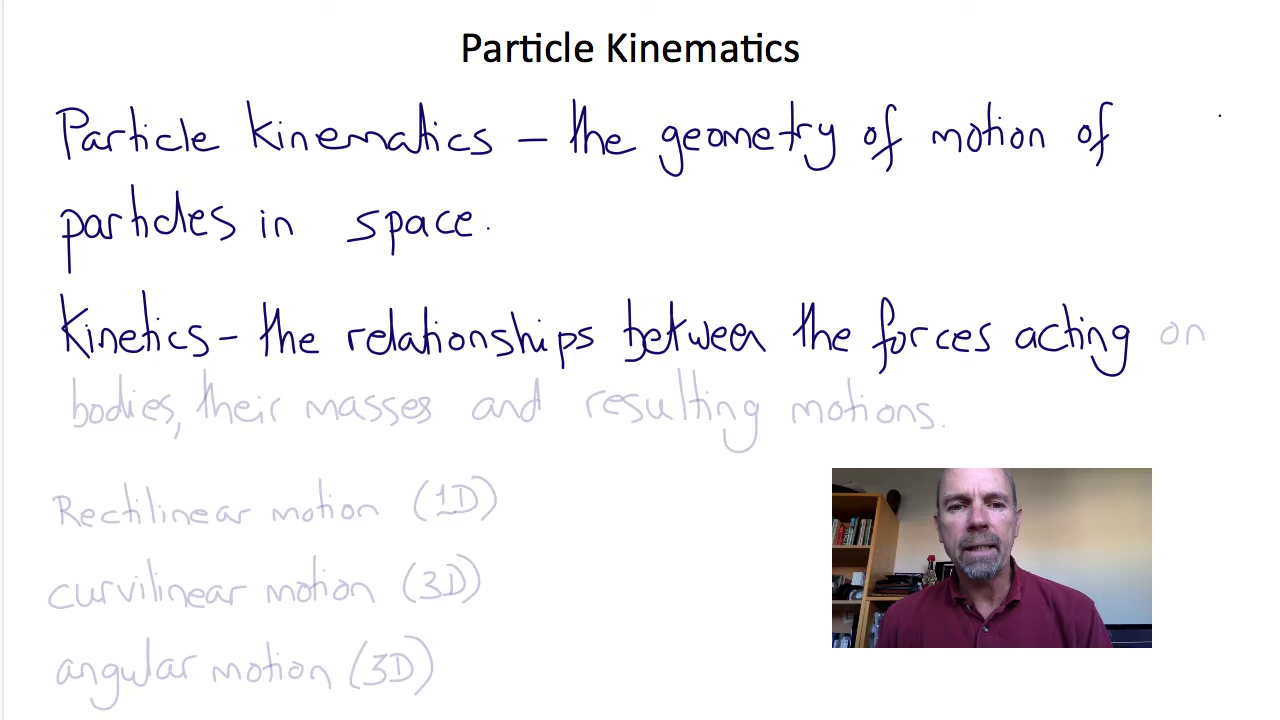 Particle Kinematics
Particle kinematics – the geometry of motion of
particles in space.
Kinetics – the relationships between the forces acting on
bodies, their masses and resulting motions.
Rectilinear motion (1D)
curvilinear motion (3D)
angular motion (3D)